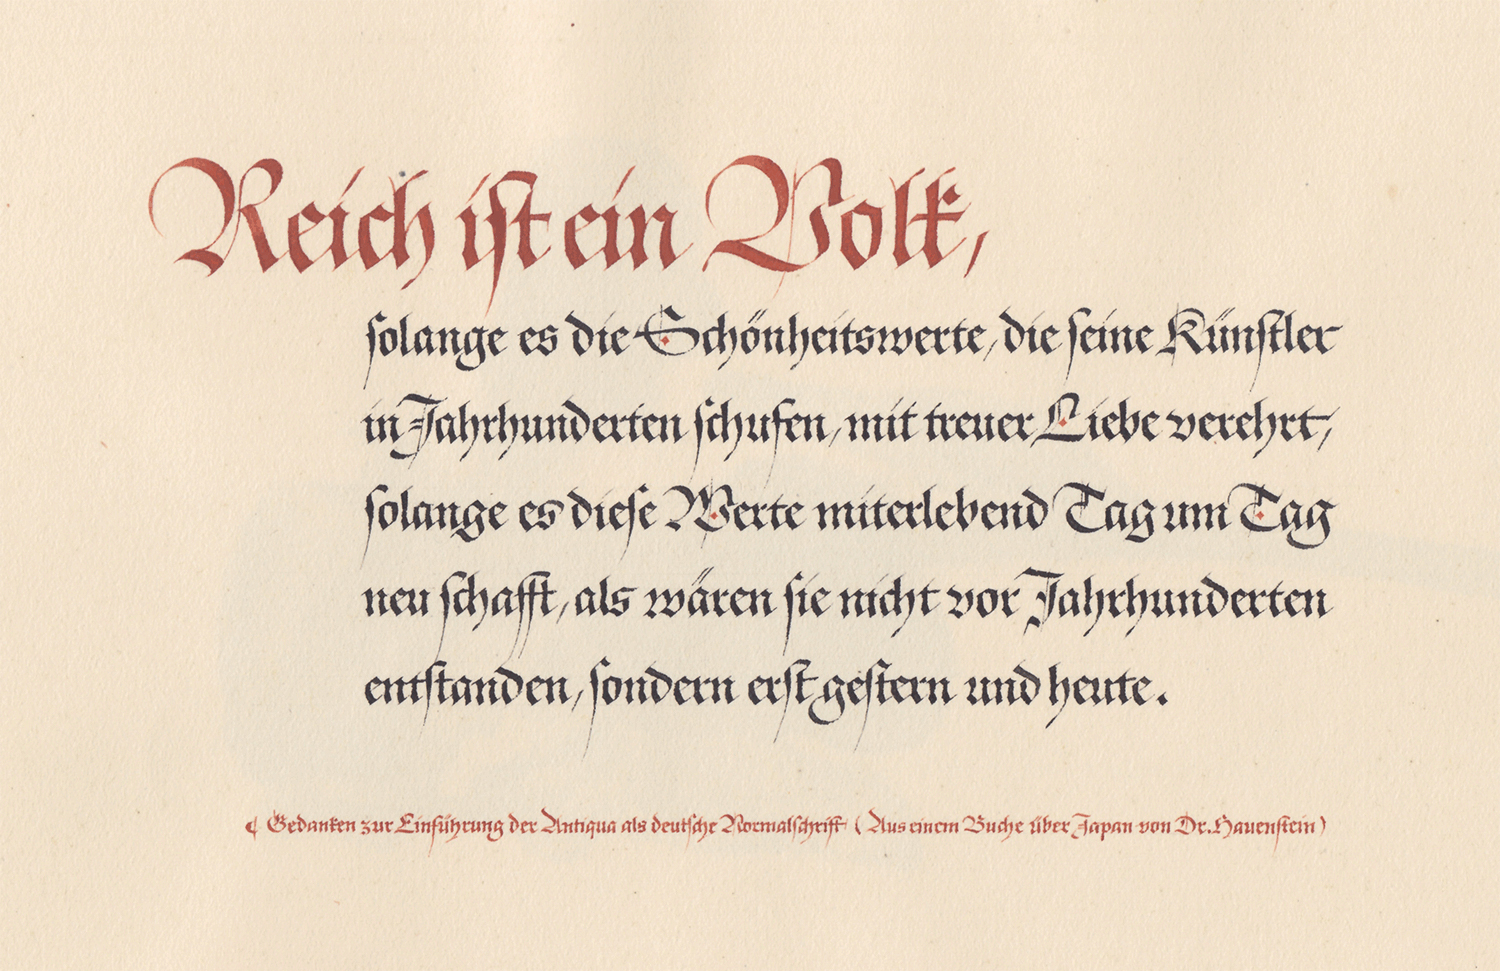 Reich ist ein Volk,
solange es die Schönheitswerte, die seine Künstler
in Jahrhunderten schufen, mit treuer Liebe verehrt,
solange es diese Werte miterlebend Tag um Tag
neu schafft, als wären sie nicht vor Jahrhunderten
entstanden, sondern erst gestern und heute.
¶ Gedanken zur Einführung der Antiqua als deutsche Normalschrift (Aus einem Buche über Japan von Dr. Hauenstein)